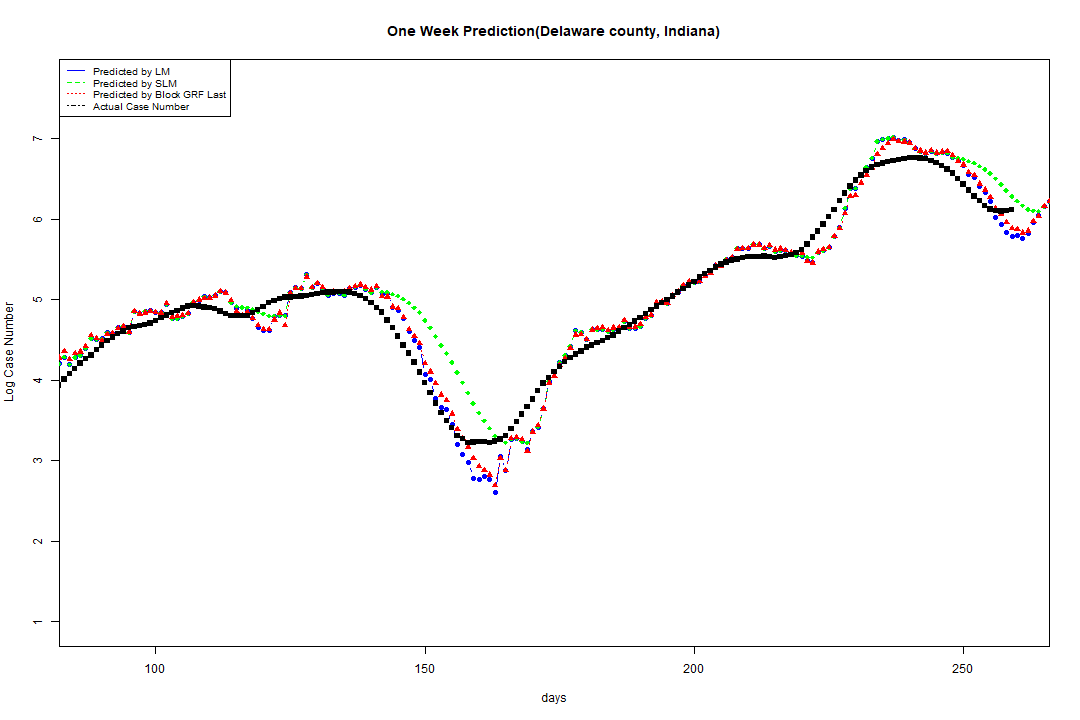 One Week Prediction(Delaware county, Indiana)
Predicted by LM
Predicted by SLM
Predicted by Block GRF Last
Actual Case Number
7
6
5
4
3
2
1
Log Case Number
100 150 200 250
days